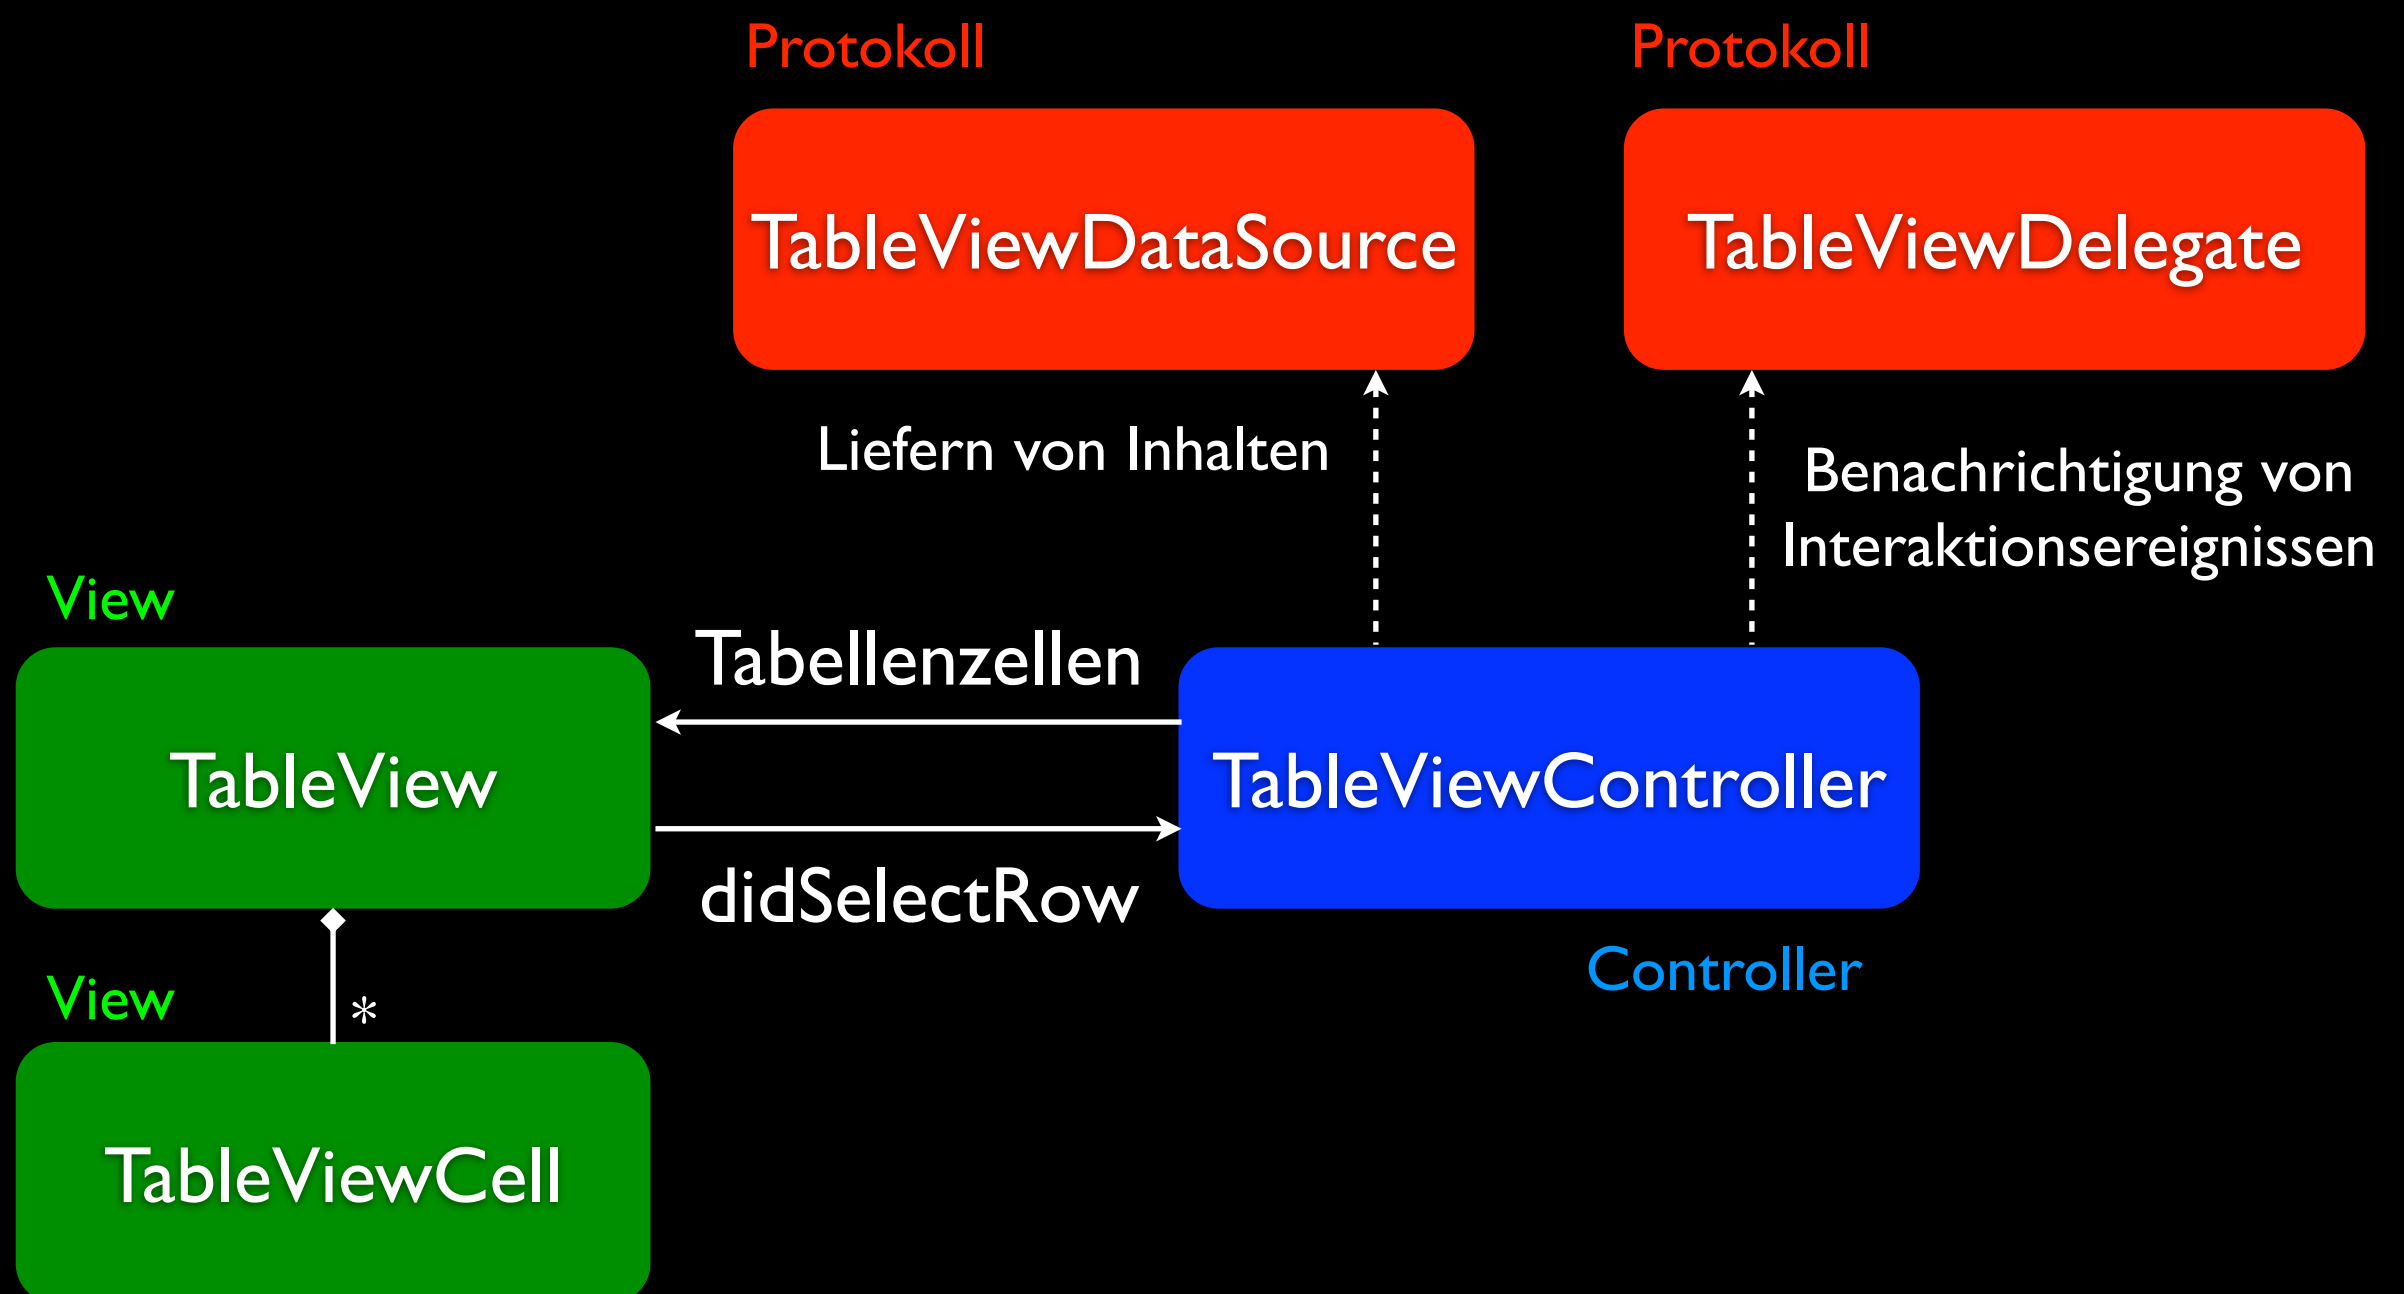 Protokoll
Protokoll
TableViewDataSource
TableViewDelegate
Liefern von Inhalten
Benachrichtigung von
Interaktionsereignissen
View
Tabellenzellen
TableView
TableViewController
didSelectRow
Controller
View
*
TableViewCell